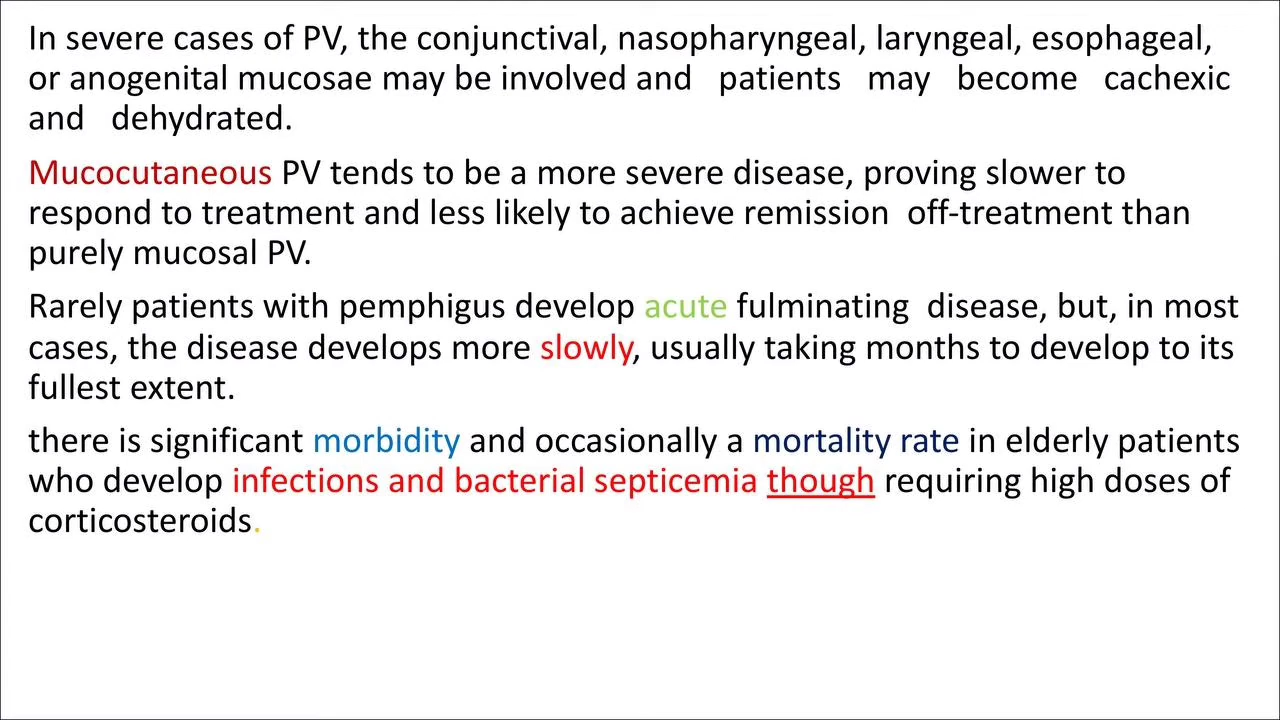 In severe cases of PV, the conjunctival, nasopharyngeal, laryngeal, esophageal,
or anogenital mucosae may be involved and patients may become cachexic
and dehydrated.
Mucocutaneous PV tends to be a more severe disease, proving slower to
respond to treatment and less likely to achieve remission off-treatment than
purely mucosal PV.
Rarely patients with pemphigus develop acute fulminating disease, but, in most
cases, the disease develops more slowly, usually taking months to develop to its
fullest extent.
there is significant morbidity and occasionally a mortality rate in elderly patients
who develop infections and bacterial septicemia though requiring high doses of
corticosteroids.